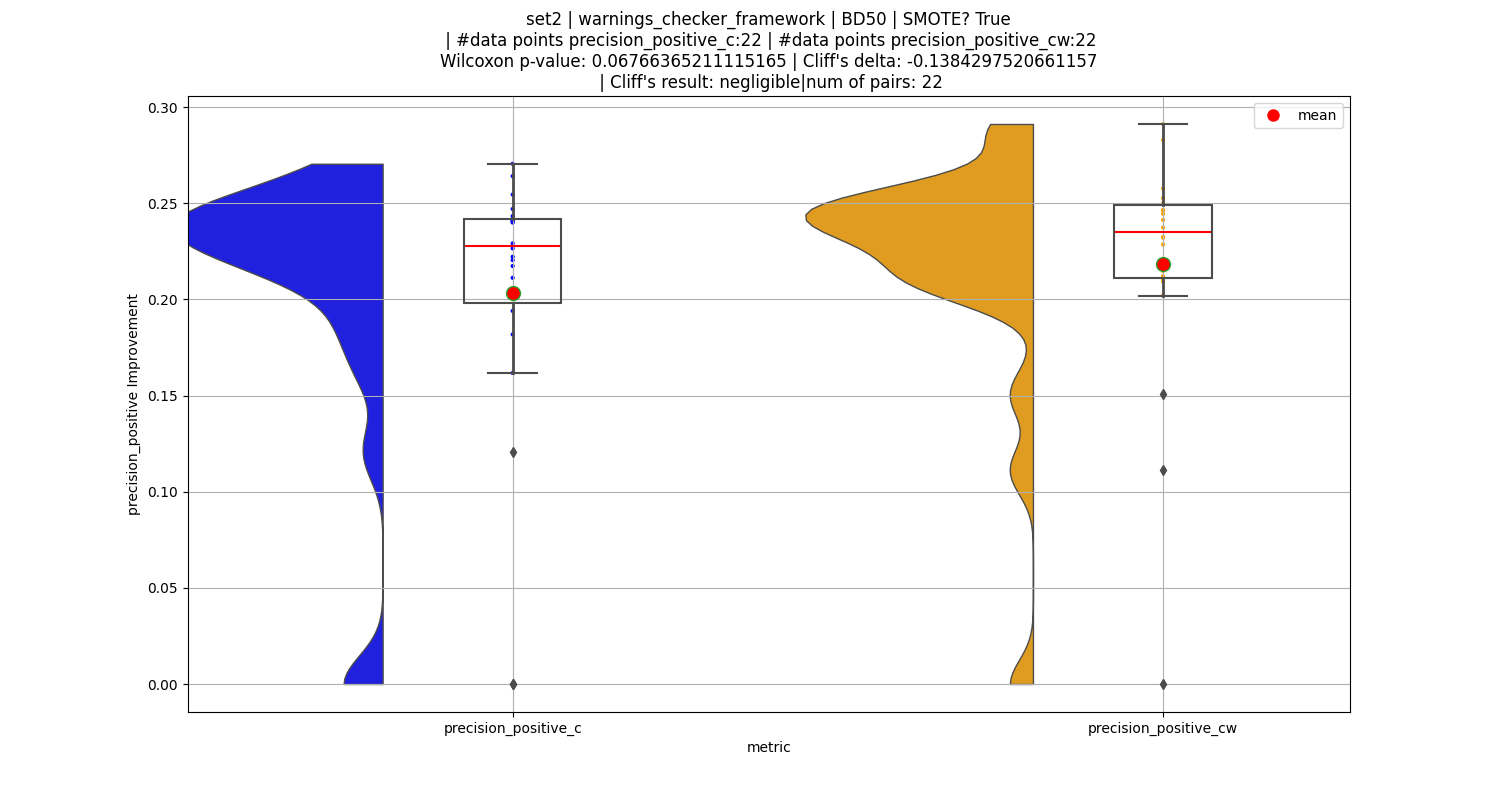 set2 | warnings_checker_framework | BD50 | SMOTE? True
| #data points precision_positive_c:22 | #data points precision_positive_cw:22
Wilcoxon p-value: 0.06766365211115165 | Cliff's delta: -0.1384297520661157
| Cliff's result: negligible|num of pairs: 22
mean
0.30
0.25
0.20
0.15
0.10
0.05
0.00
precision_positive Improvement
precision_positive_c
precision_positive_cw
metric